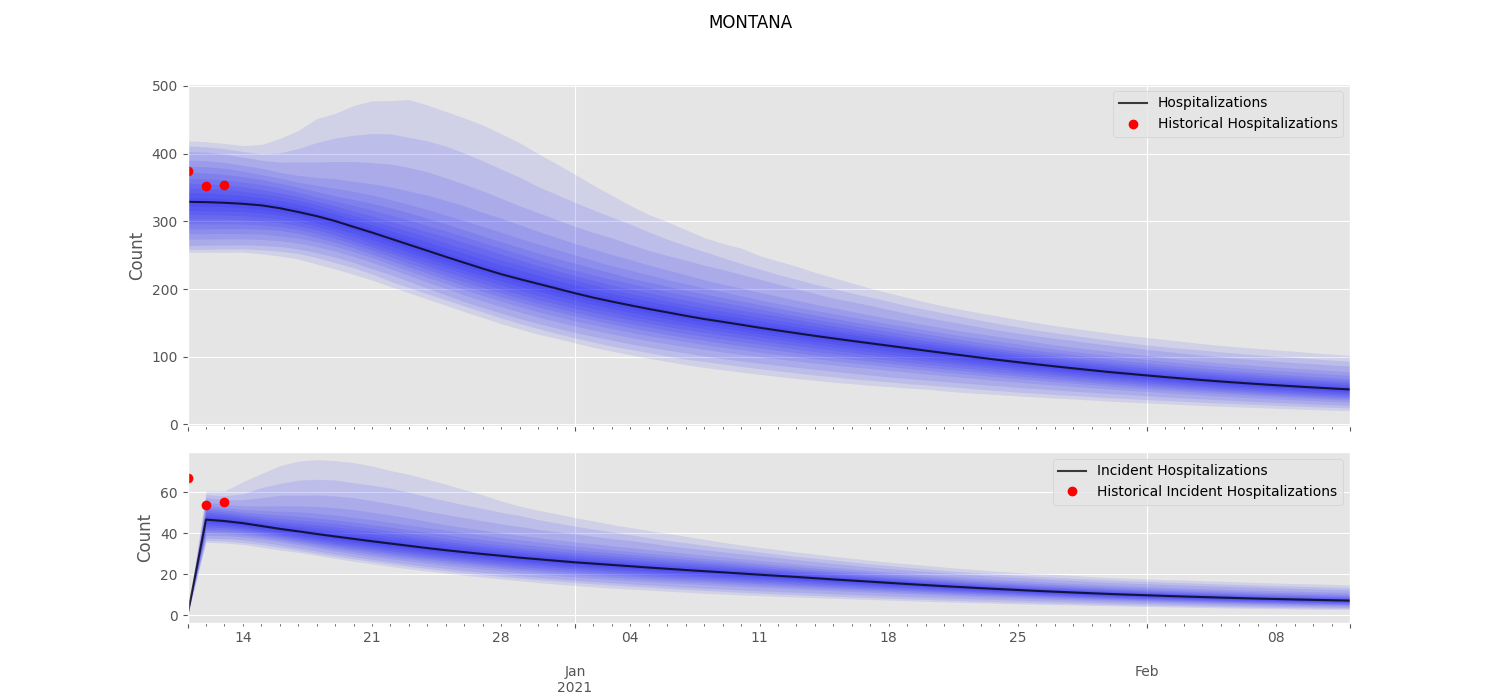 MONTANA
500
400
300
200
100
0
Count
Hospitalizations
Historical Hospitalizations
60
40
20
0
Count
Incident Hospitalizations
Historical Incident Hospitalizations
14 21 28 04 11 18 25 08
Jan Feb
2021